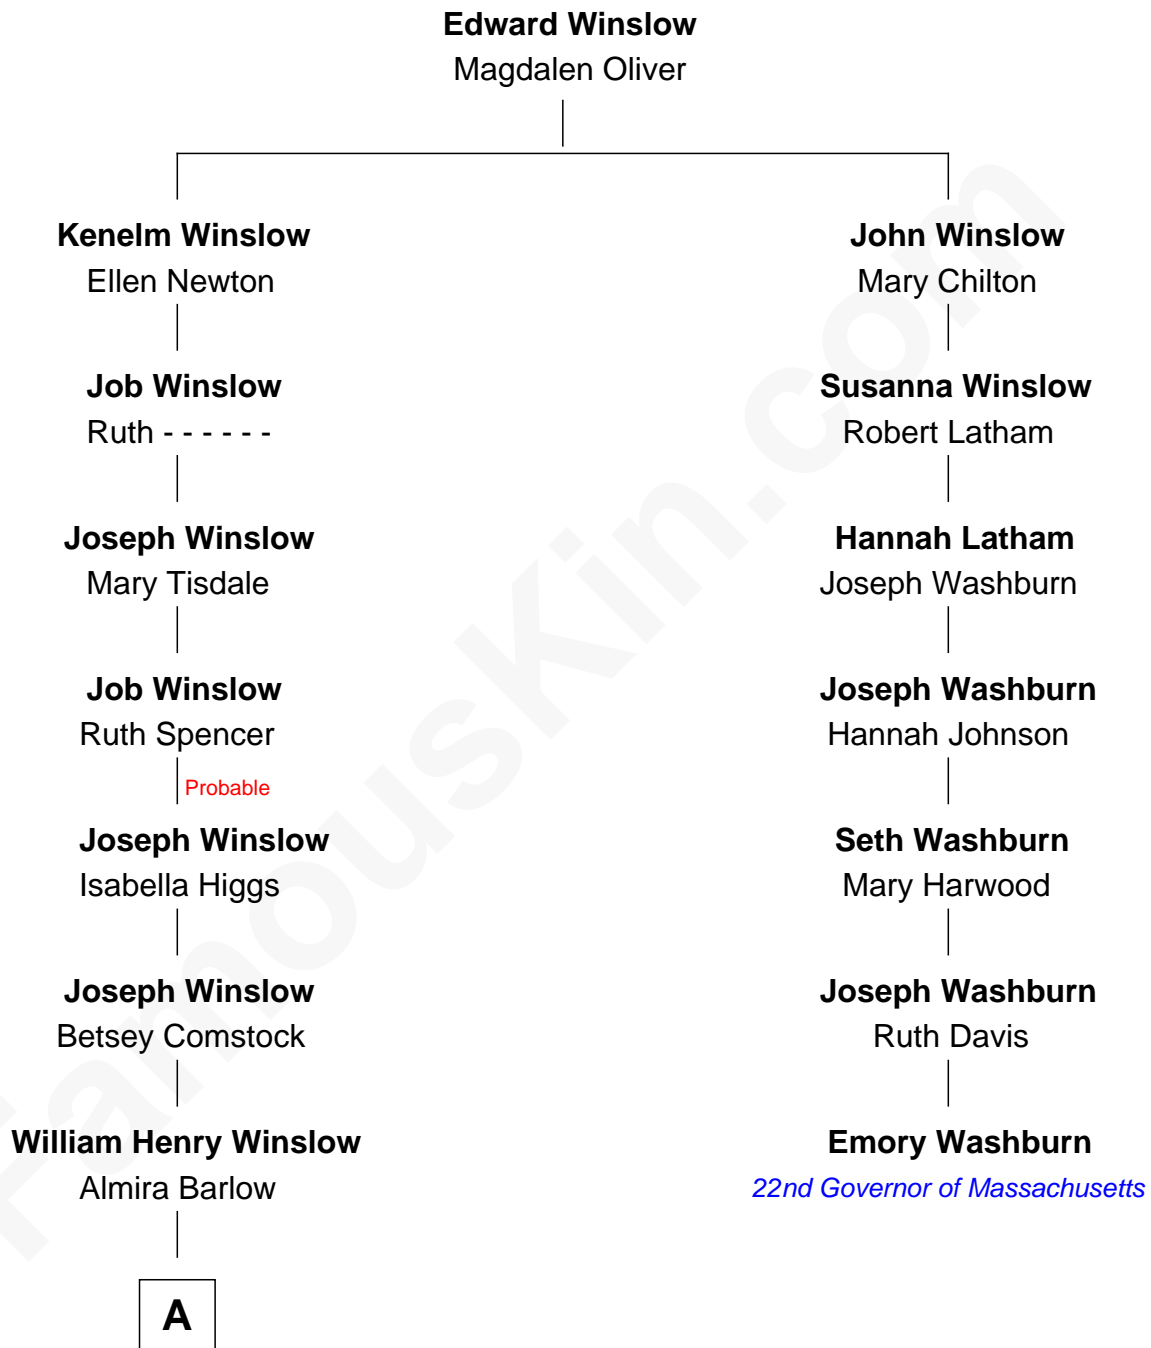 Edward Winslow
Magdalen Oliver
Kenelm Winslow
Ellen Newton
John Winslow
Mary Chilton
Job Winslow
Ruth - - - - - -
Susanna Winslow
Robert Latham
Joseph Winslow
Mary Tisdale
Hannah Latham
Joseph Washburn
Job Winslow
Ruth Spencer
Joseph Washburn
Hannah Johnson
Probable
Joseph Winslow
Isabella Higgs
Seth Washburn
Mary Harwood
Joseph Winslow
Betsey Comstock
Joseph Washburn
Ruth Davis
William Henry Winslow
Almira Barlow
Emory Washburn
22nd Governor of Massachusetts
A
FamousKin.com